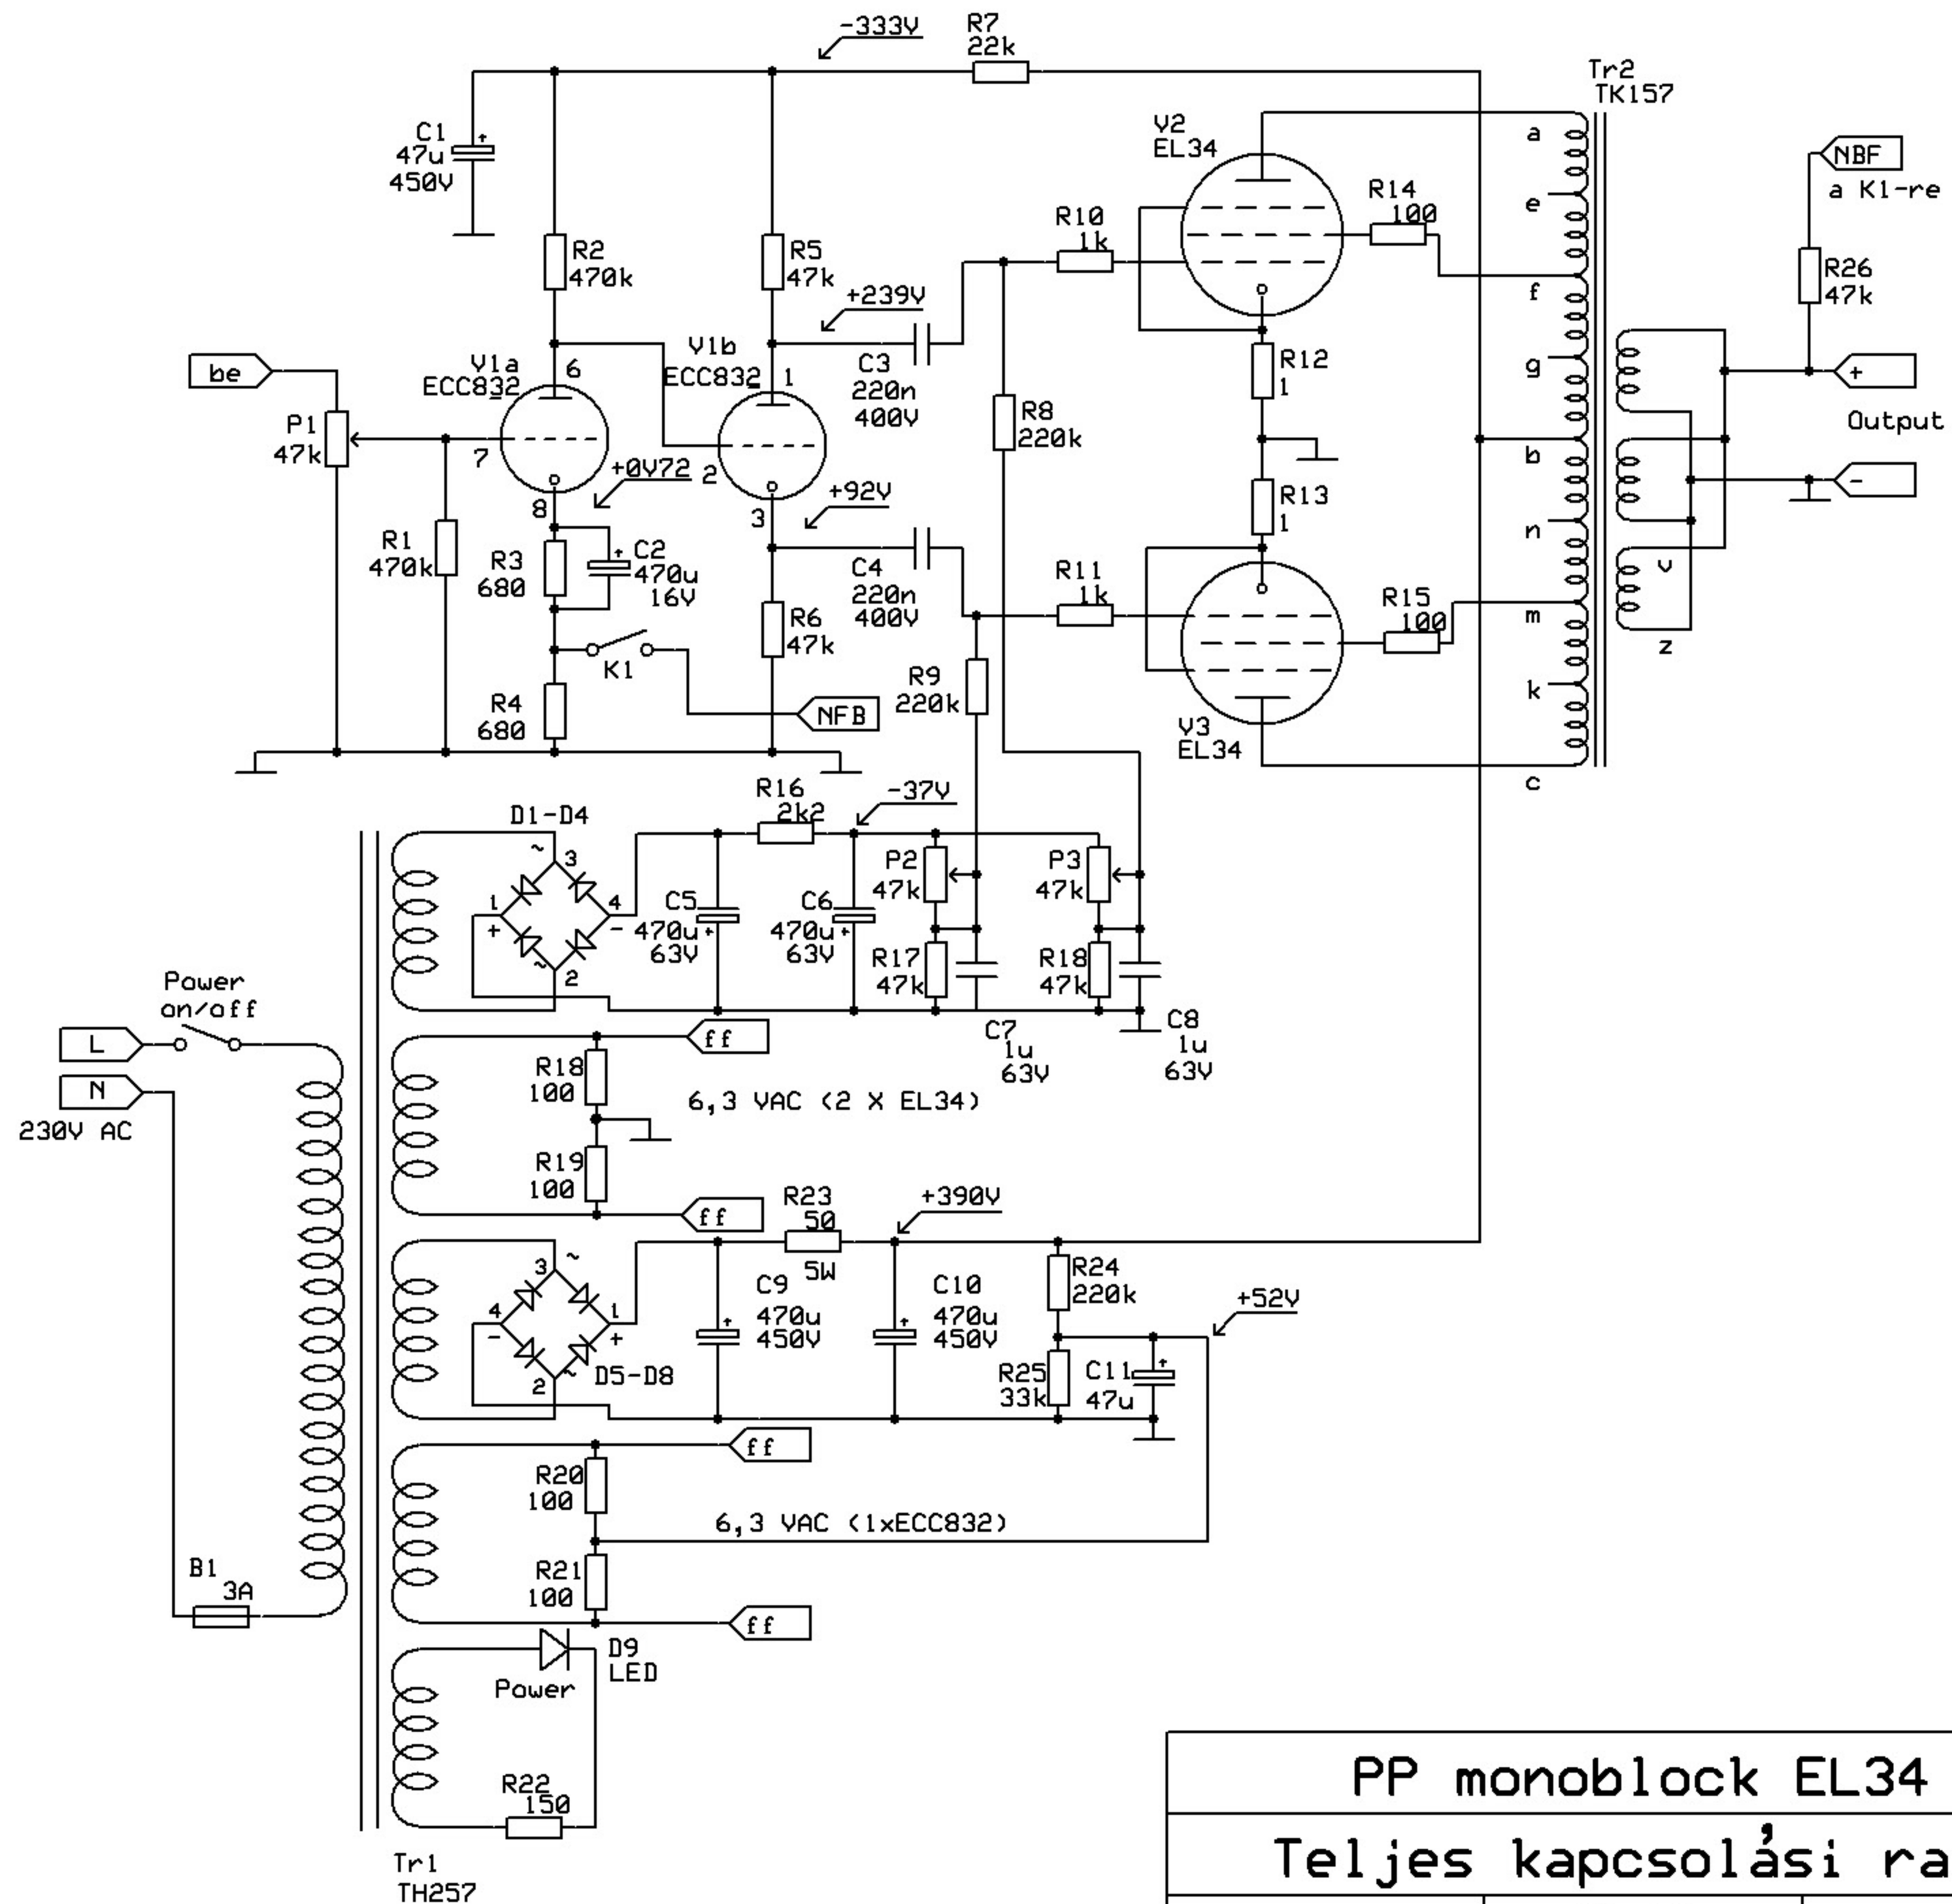 -333V
R7
22k
Tr2
TK157
C1
47u
450V
+
V2
EL34
a
NBF
a K1-re
R14
100
e
R10
1k
R2
470k
R5
47k
R26
47k
+239V
f
be
V1a
ECC832
6
V1b
ECC832
1
C3
220n
400V
R12
1
g
+
Output
P1
47k
R8
220k
7
+0V72
2
b
-
8
+92V
3
R13
1
R1
470k
R3
680
+
C2
470u
16V
C4
220n
400V
R11
1k
n
v
R15
100
m
z
R6
47k
K1
R9
220k
k
R4
680
NFB
V3
EL34
c
D1-D4
R16
2k2
-37V
~
3
1
+
4
-
~
2
C5
470u
+
63V
C6
470u
+
63V
P2
47k
P3
47k
R17
47k
R18
47k
Power
on/off
L
N
230V AC
ff
R18
100
6,3 VAC (2 X EL34)
C7
1u
63V
C8
1u
63V
R19
100
ff
R23
50
5W
+390V
3
~
4
-
1
+
2
~
D5-D8
C9
470u
450V
+
C10
470u
450V
+
R24
220k
+52V
R25
33k
C11
47u
+
ff
R20
100
6,3 VAC (1xECC832)
R21
100
ff
B1
3A
D9
LED
Power
R22
150
Tr1
TH257
PP monoblock EL34
Teljes kapcsolási ra